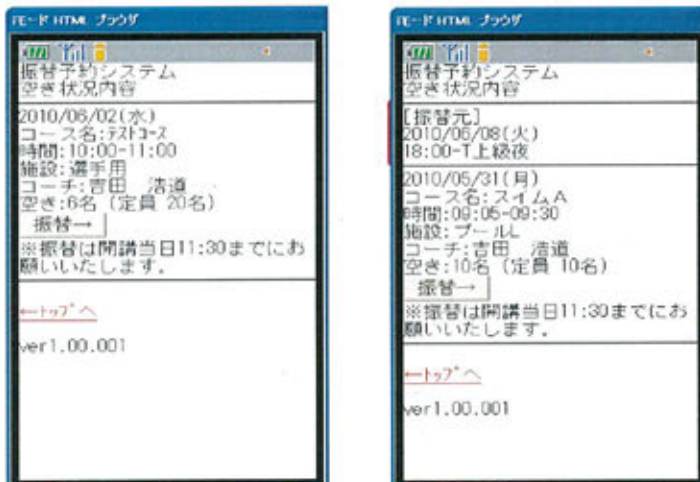 iモード HTML ブラウザ
振替予約システム
空き状況内容
2010/06/02(水)
コース名:ﾃｽﾄｺｰｽ
時間:10:00-11:00
施設:選手用
コーチ:吉田　浩道
空き:6名 (定員 20名)
振替→
※振替は開講当日11:30までにお
願いいたします。
←ﾄｯﾌﾟへ
ver1.00.001
iモード HTML ブラウザ
振替予約システム
空き状況内容
[振替元]
2010/06/08(火)
18:00-T上級夜
2010/05/31(月)
コース名:スイムA
時間:09:05-09:30
施設:プールL
コーチ:吉田　浩道
空き:10名 (定員 10名)
振替→
※振替は開講当日11:30までにお
願いいたします。
←ﾄｯﾌﾟへ
ver1.00.001